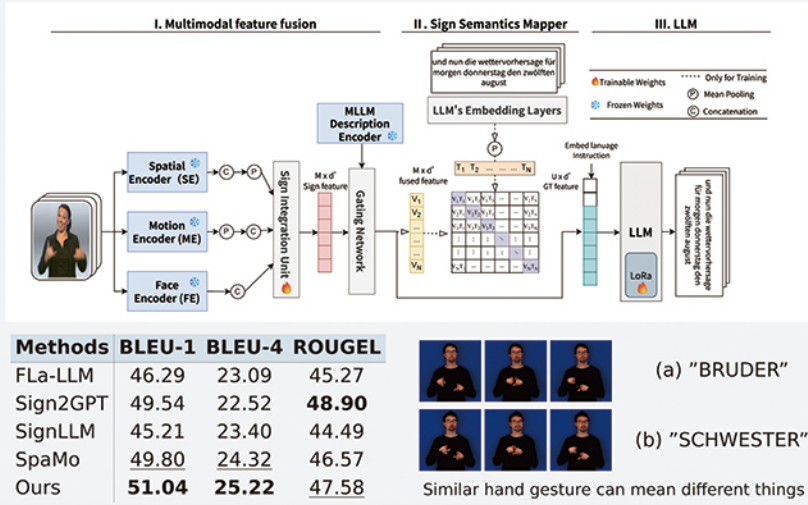 I. Multimodal feature fusion
II. Sign Semantics Mapper
III. LLM
und nun die wettervorhersage für
morgen donnerstag den zwölften
august
LLM's Embedding Layers
Trainable Weights
Frozen Weights
Only for Training
P Mean Pooling
C Concatenation
MLLM
Description
Encoder
Spatial
Encoder (SE)
C
P
Motion
Encoder (ME)
P
C
Face
Encoder (FE)
C
Sign Integration Unit
M x d'
Sign feature
Gating Network
M x d'
fused feature
V1
V2
...
...
VN
P
T1 T2 ... ... ... TN
Embed lanuage
Instruction
U x d'
GT feature
LLM
LoRa
und nun die wettervorhersage
für morgen donnerstag den
zwölften august
Methods BLEU-1 BLEU-4 ROUGEL
FLa-LLM 46.29 23.09 45.27
Sign2GPT 49.54 22.52 48.90
SignLLM 45.21 23.40 44.49
SpaMo 49.80 24.32 46.57
Ours 51.04 25.22 47.58
(a) ”BRUDER”
(b) ”SCHWESTER”
Similar hand gesture can mean different things